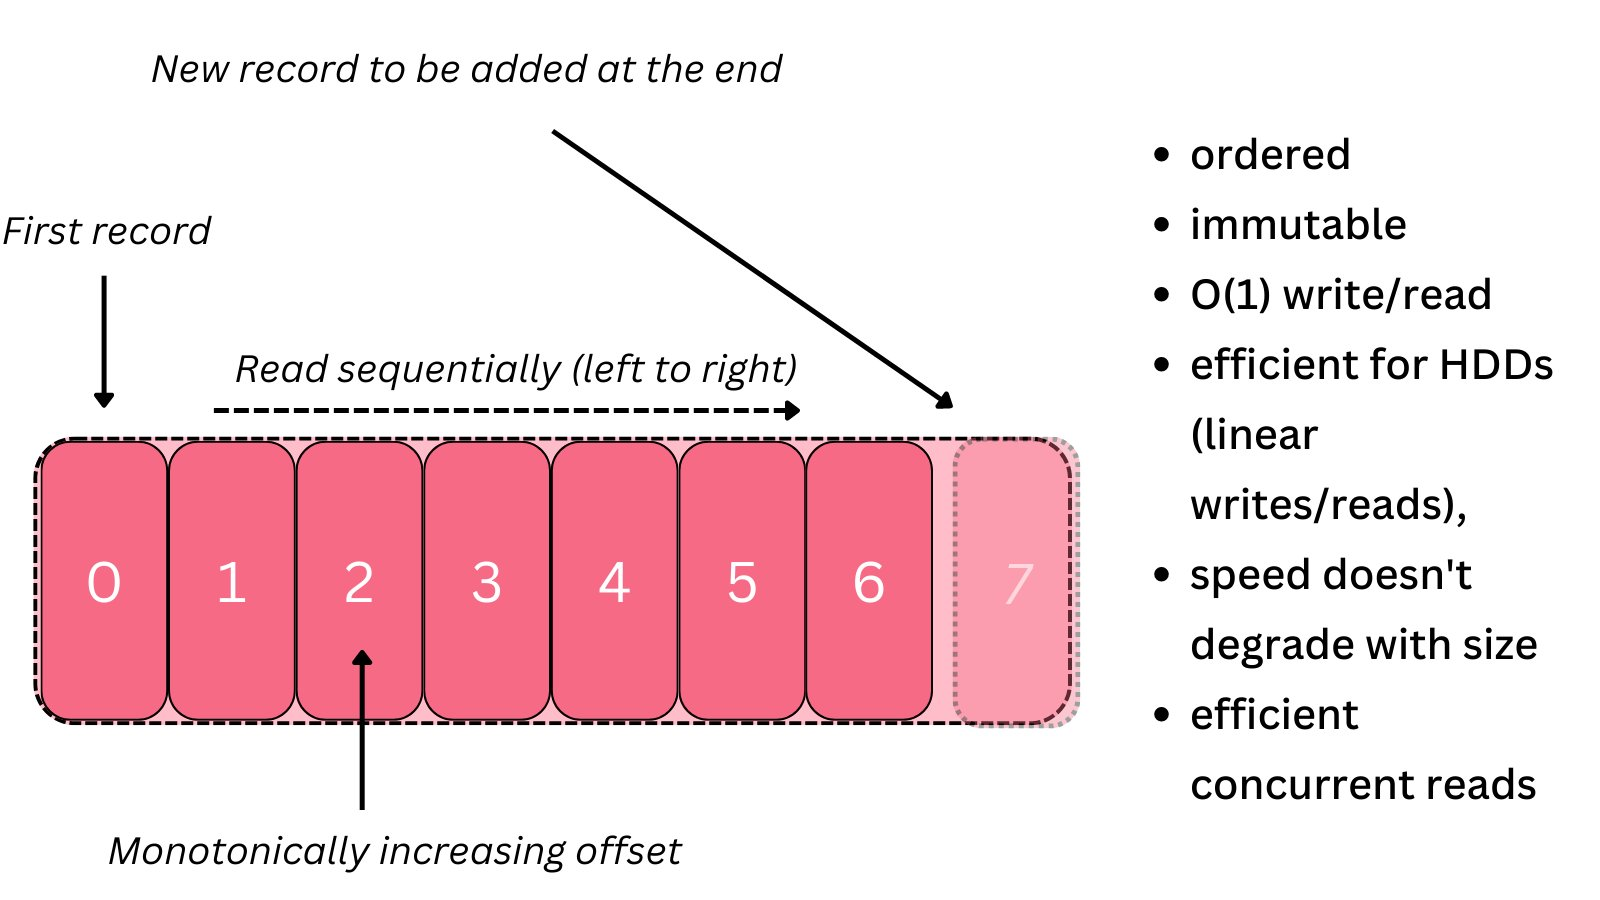 New record to be added at the end
First record
Read sequentially (left to right)
0 1 2 3 4 5 6 7
Monotonically increasing offset
• ordered
• immutable
• O(1) write/read
• efficient for HDDs
(linear
writes/reads),
• speed doesn't
degrade with size
• efficient
concurrent reads